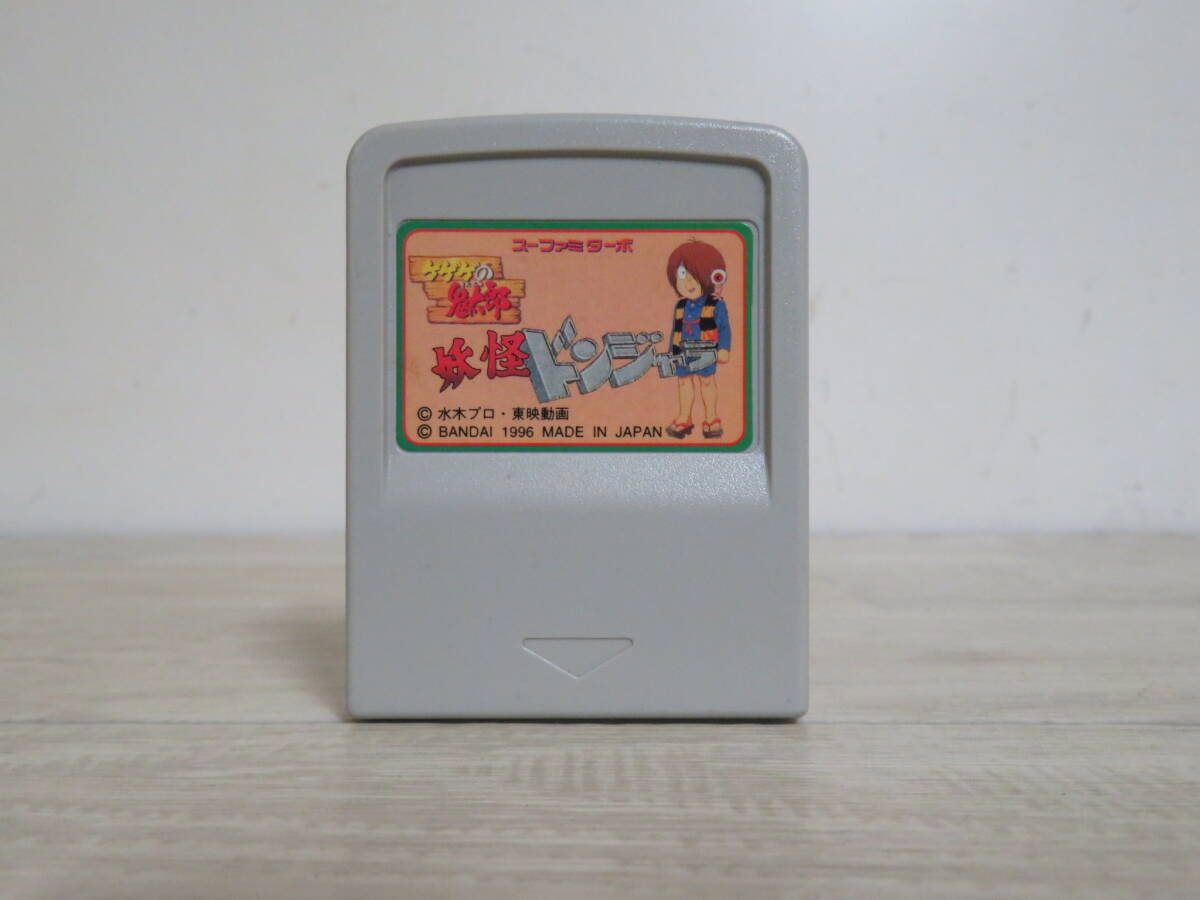 スーファミターボ
ゲゲゲの
鬼太郎
妖怪ドンジャラ
© 水木プロ・東映動画
© BANDAI 1996 MADE IN JAPAN